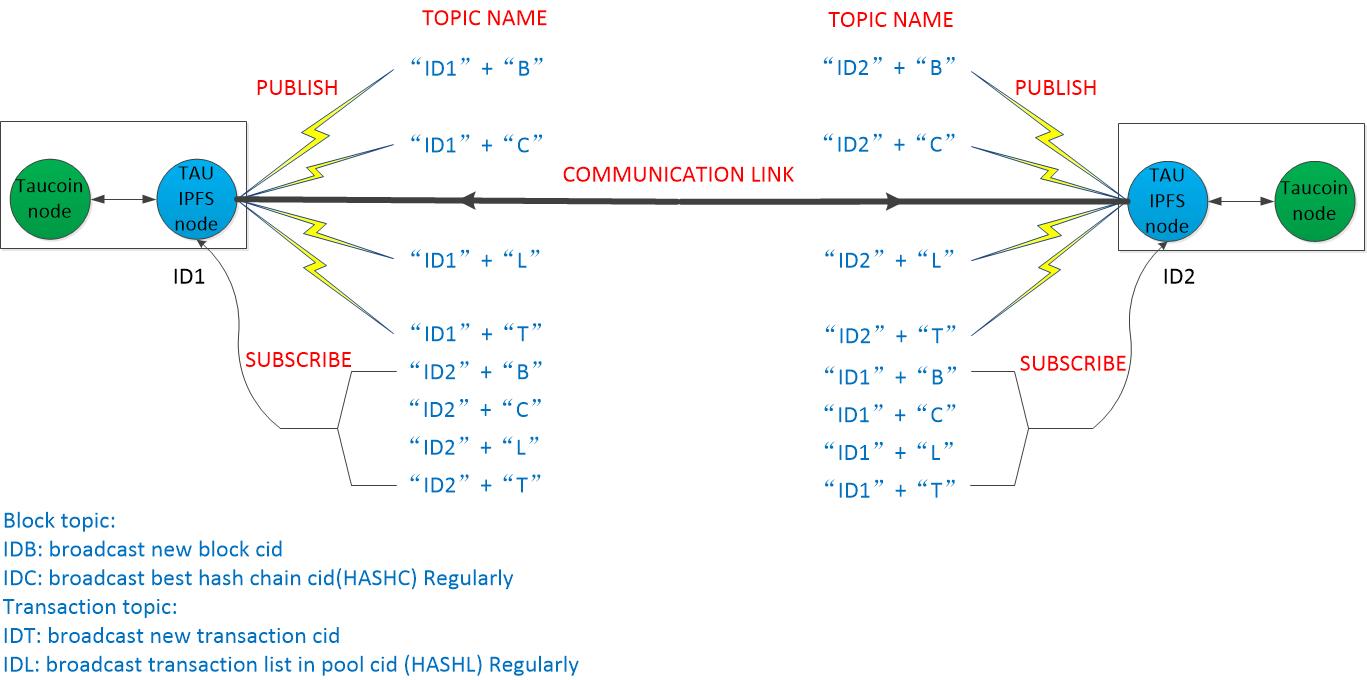 TOPIC NAME
TOPIC NAME
“ID1” + “B”
“ID2” + “B”
PUBLISH
PUBLISH
“ID1” + “C”
“ID2” + “C”
COMMUNICATION LINK
Taucoin
node
TAU
IPFS
node
TAU
IPFS
node
Taucoin
node
“ID1” + “L”
“ID2” + “L”
ID1
ID2
“ID1” + “T”
“ID2” + “T”
SUBSCRIBE
SUBSCRIBE
“ID2” + “B”
“ID1” + “B”
“ID2” + “C”
“ID1” + “C”
“ID2” + “L”
“ID1” + “L”
“ID2” + “T”
“ID1” + “T”
Block topic:
IDB: broadcast new block cid
IDC: broadcast best hash chain cid(HASHC) Regularly
Transaction topic:
IDT: broadcast new transaction cid
IDL: broadcast transaction list in pool cid (HASHL) Regularly